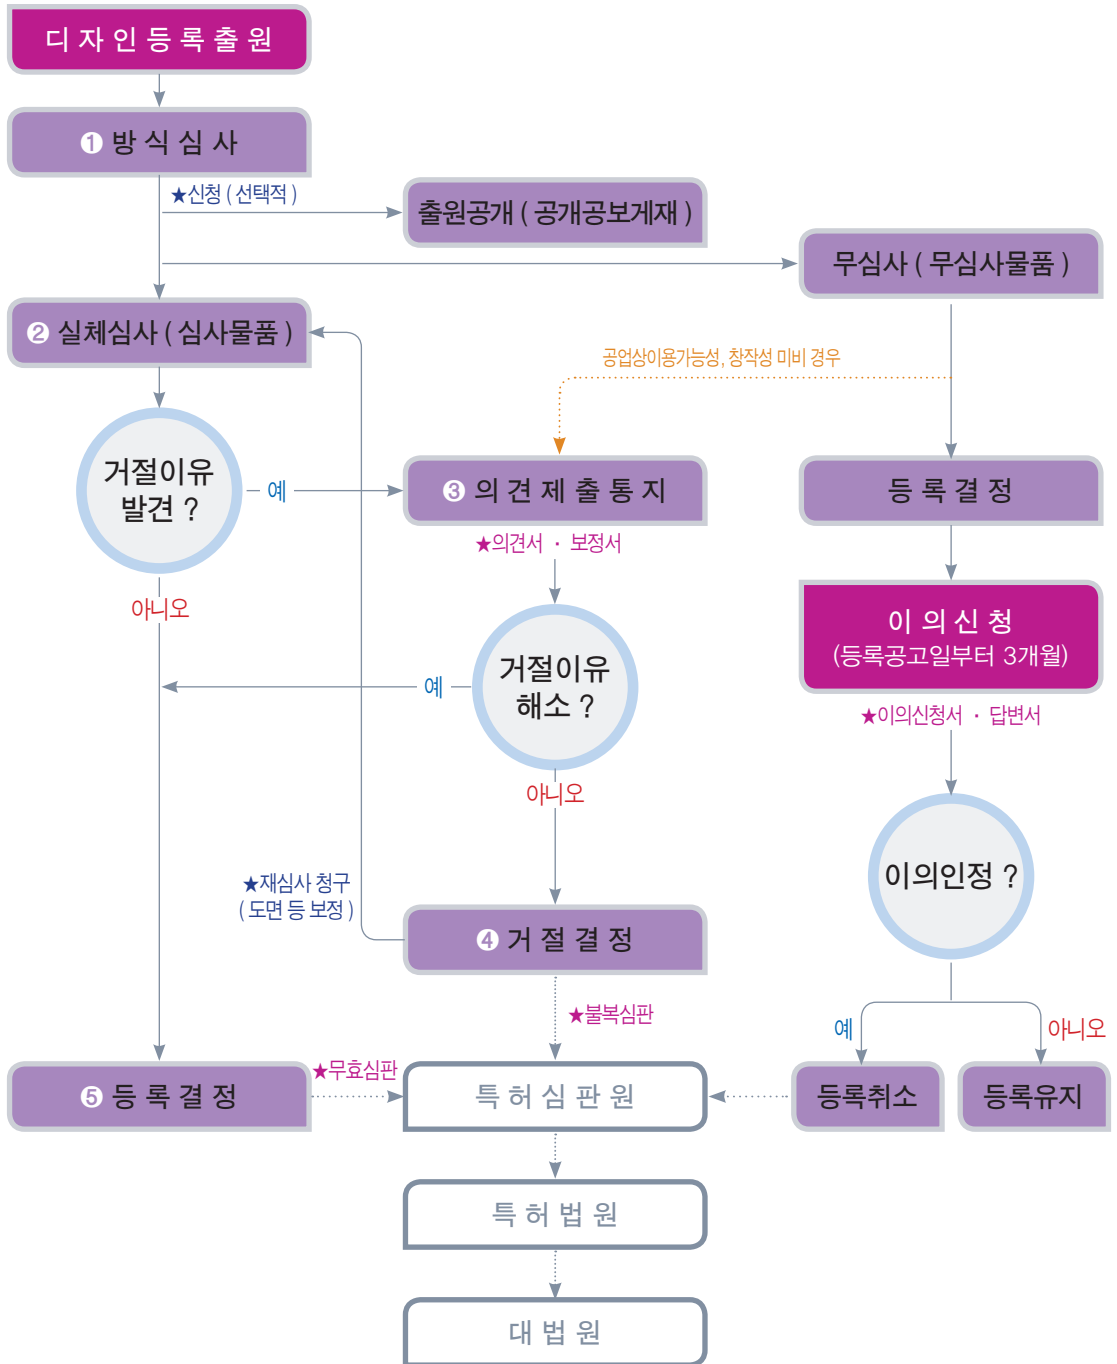 디자인등록출원
❶ 방식심사
★신청 ( 선택적 )
출원공개 ( 공개공보게재 )
무심사 ( 무심사물품 )
❷ 실체심사 ( 심사물품 )
공업상이용가능성, 창작성 미비 경우
거절이유
발견 ?
예
❸ 의견제출통지
등록결정
★의견서 · 보정서
아니오
이의신청
(등록공고일부터 3개월)
거절이유
해소 ?
예
★이의신청서 · 답변서
아니오
이의인정 ?
★재심사 청구
( 도면 등 보정 )
❹ 거절결정
★불복심판
예
아니오
❺ 등록결정
★무효심판
특허심판원
등록취소
등록유지
특허법원
대법원